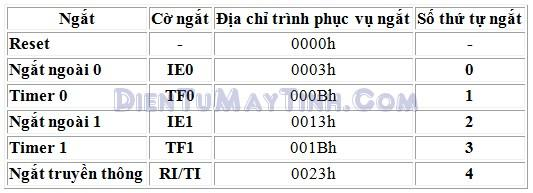 Ngắt Cờ ngắt Địa chỉ trình phục vụ ngắt Số thứ tự ngắt
Reset - 0000h -
Ngắt ngoài 0 IE0 0003h 0
Timer 0 TF0 000Bh 1
DIENTUMAYTINH.COM
Ngắt ngoài 1 IE1 0013h 2
Timer 1 TF1 001Bh 3
Ngắt truyền thông RI/TI 0023h 4